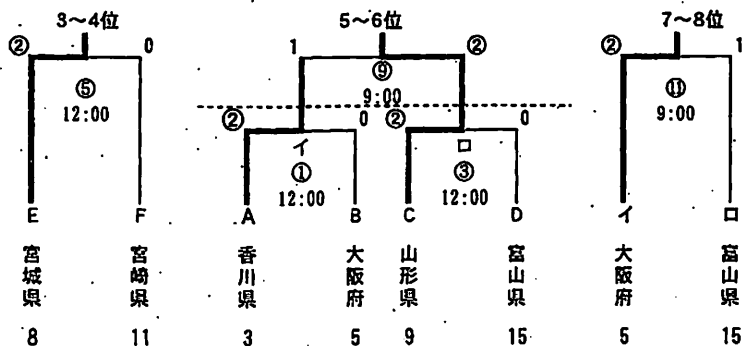 3〜4位 5〜6位 7〜8位
② 0 1 ② ② 1
⑤ ⑨ ⑪
12:00 9:00 9:00
② 0 ② 0
イ ロ
① ③
12:00 12:00
E F A B C D イ ロ
宮城県 宮崎県 香川県 大阪府 山形県 富山県 大阪府 富山県
8 11 3 5 9 15 5 15